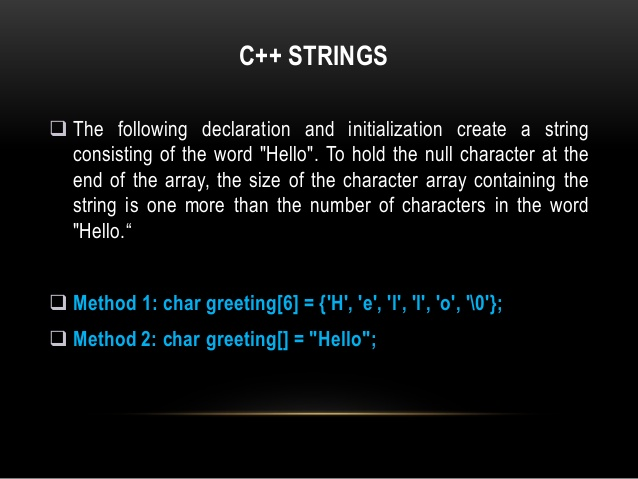 C++ STRINGS
The following declaration and initialization create a string
consisting of the word "Hello". To hold the null character at the
end of the array, the size of the character array containing the
string is one more than the number of characters in the word
"Hello.“
Method 1: char greeting[6] = {'H', 'e', 'l', 'l', 'o', '\0'};
Method 2: char greeting[] = "Hello";